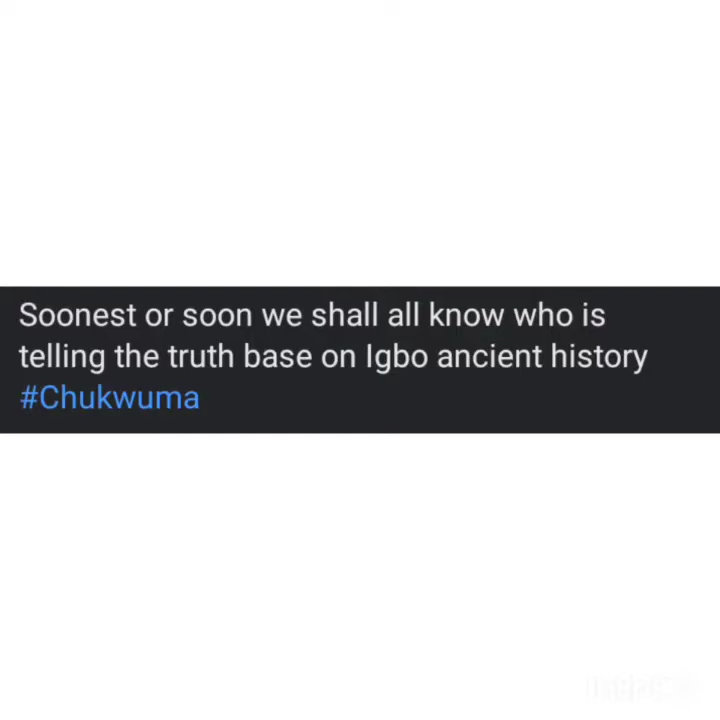 Soonest or soon we shall all know who is
telling the truth base on Igbo ancient history
#Chukwuma